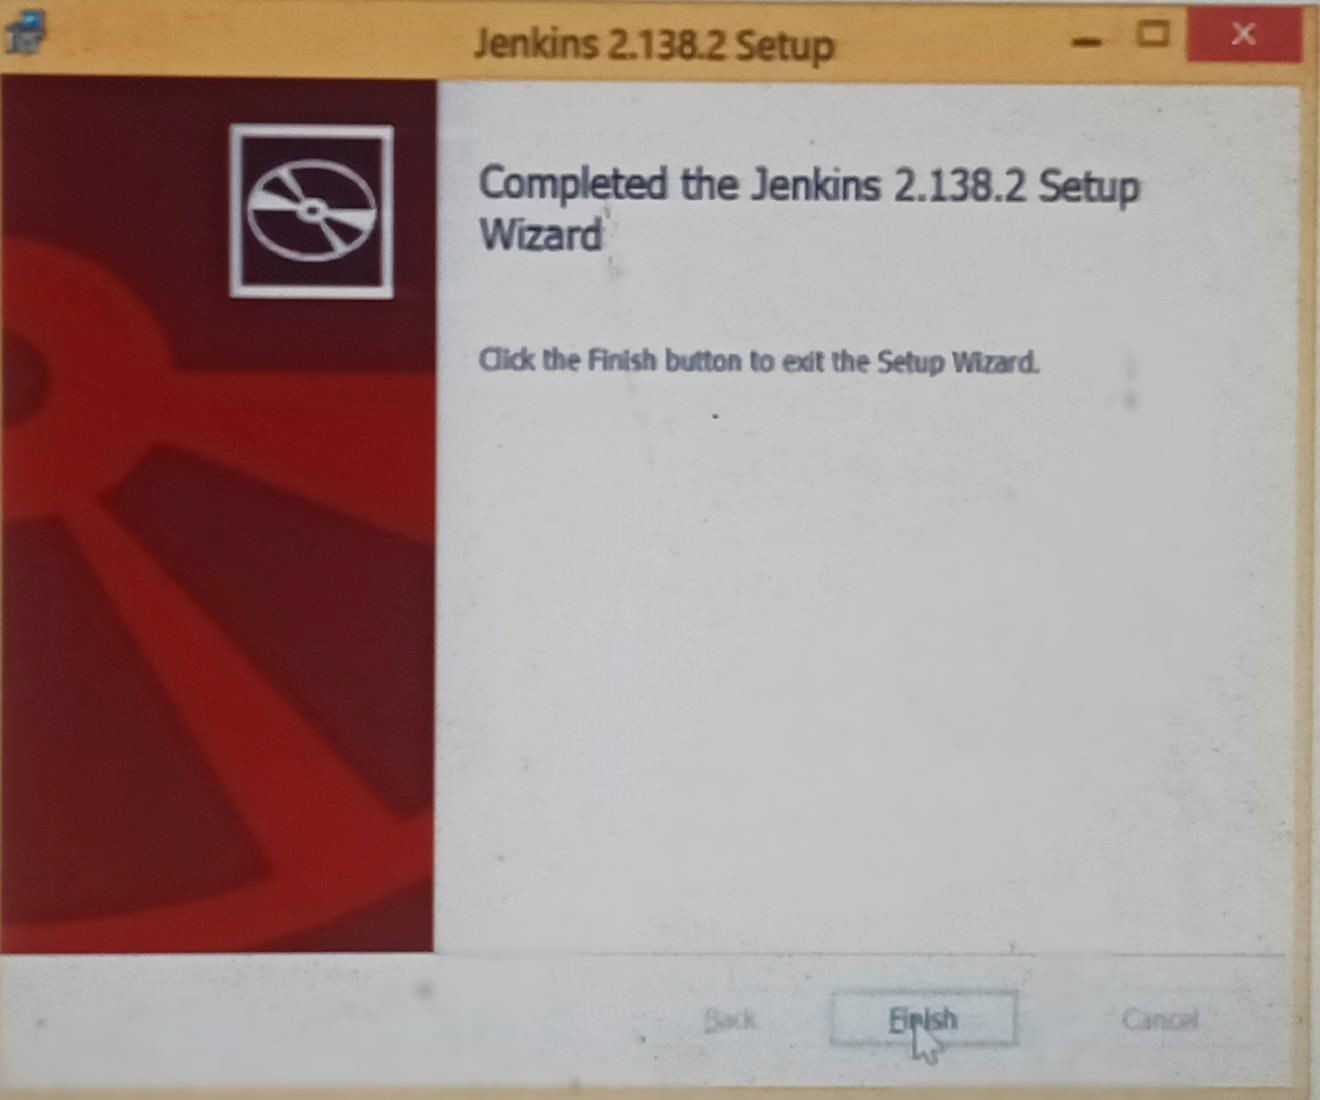 Jenkins 2.138.2 Setup
Completed the Jenkins 2.138.2 Setup
Wizard
Click the Finish button to exit the Setup Wizard.
Back
Finish
Cancel